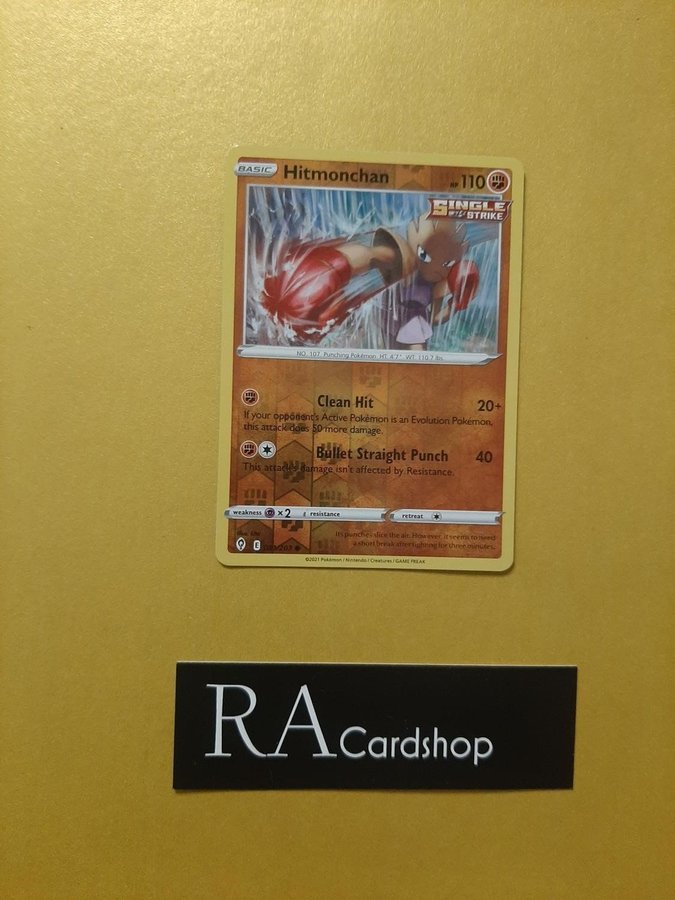 BASIC Hitmonchan HP 110
SINGLE STRIKE
NO. 107 Punching Pokémon HT: 4'7" WT: 110.7 lbs.
Clean Hit 20+
If your opponent's Active Pokémon is an Evolution Pokémon,
this attack does 50 more damage.
Bullet Straight Punch 40
This attack's damage isn't affected by Resistance.
weakness ×2 resistance retreat
Its punches slice the air. However, it seems to need
a short break after fighting for three minutes.
E /203
©2021 Pokémon / Nintendo / Creatures / GAME FREAK
RA Cardshop